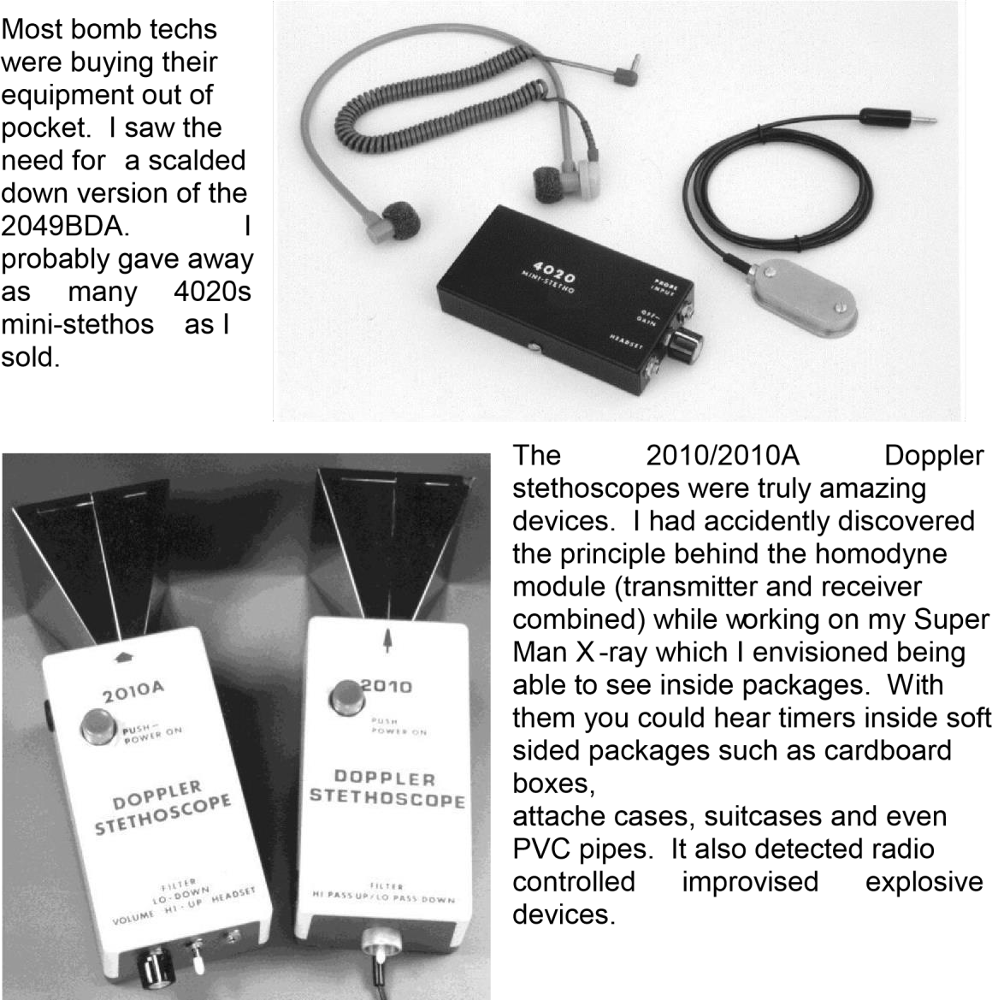 Most bomb techs
were buying their
equipment out of
pocket. I saw the
need for a scalded
down version of the
2049BDA. I
probably gave away
as many 4020s
mini-stethos as I
sold.
4020
MINI-STETHO
PROBE
INPUT
OFF/-
GAIN
HEADSET
The 2010/2010A Doppler
stethoscopes were truly amazing
devices. I had accidently discovered
the principle behind the homodyne
module (transmitter and receiver
combined) while working on my Super
Man X-ray which I envisioned being
able to see inside packages. With
them you could hear timers inside soft
sided packages such as cardboard
boxes,
attache cases, suitcases and even
PVC pipes. It also detected radio
controlled improvised explosive
devices.
2010A
PUSH-
POWER ON
DOPPLER
STETHOSCOPE
FILTER
LO-DOWN
VOLUME HI-UP HEADSET
2010
PUSH
POWER ON
DOPPLER
STETHOSCOPE
FILTER
HI PASS UP/LO PASS DOWN